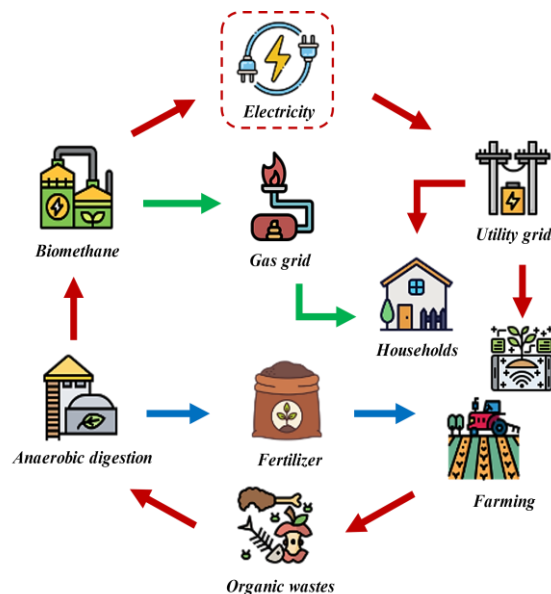 Electricity
Biomethane
Gas grid
Utility grid
Households
Anaerobic digestion
Fertilizer
Farming
Organic wastes